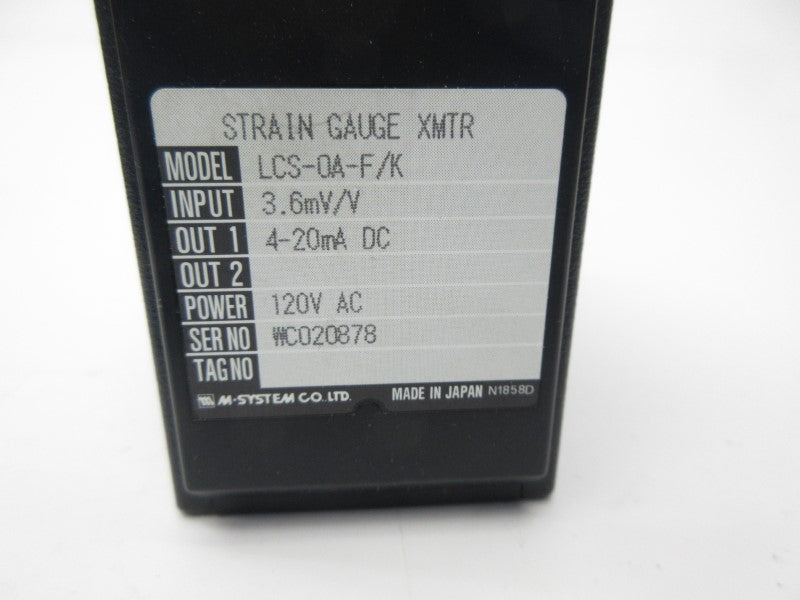 STRAIN GAUGE XMTR
MODEL LCS-0A-F/K
INPUT 3.6mV/V
OUT 1 4-20mA DC
OUT 2
POWER 120V AC
SER NO WC020878
TAG NO
M-SYSTEM CO.,LTD. MADE IN JAPAN N1858D